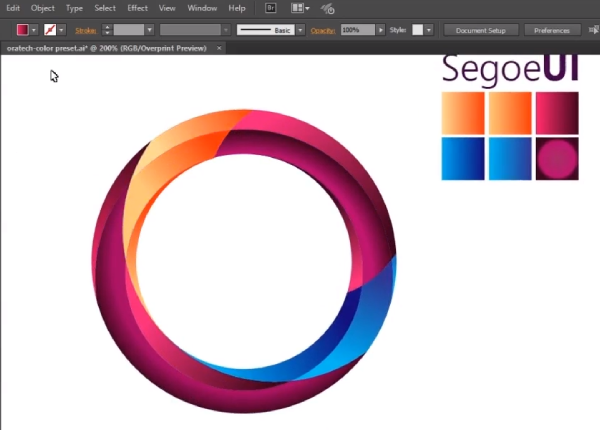 Edit Object Type Select Effect View Window Help Br
Stroke: Basic Opacity: 100% Style: Document Setup Preferences
oratech-color preset.ai* @ 200% (RGB/Overprint Preview) ×
SegoeUI